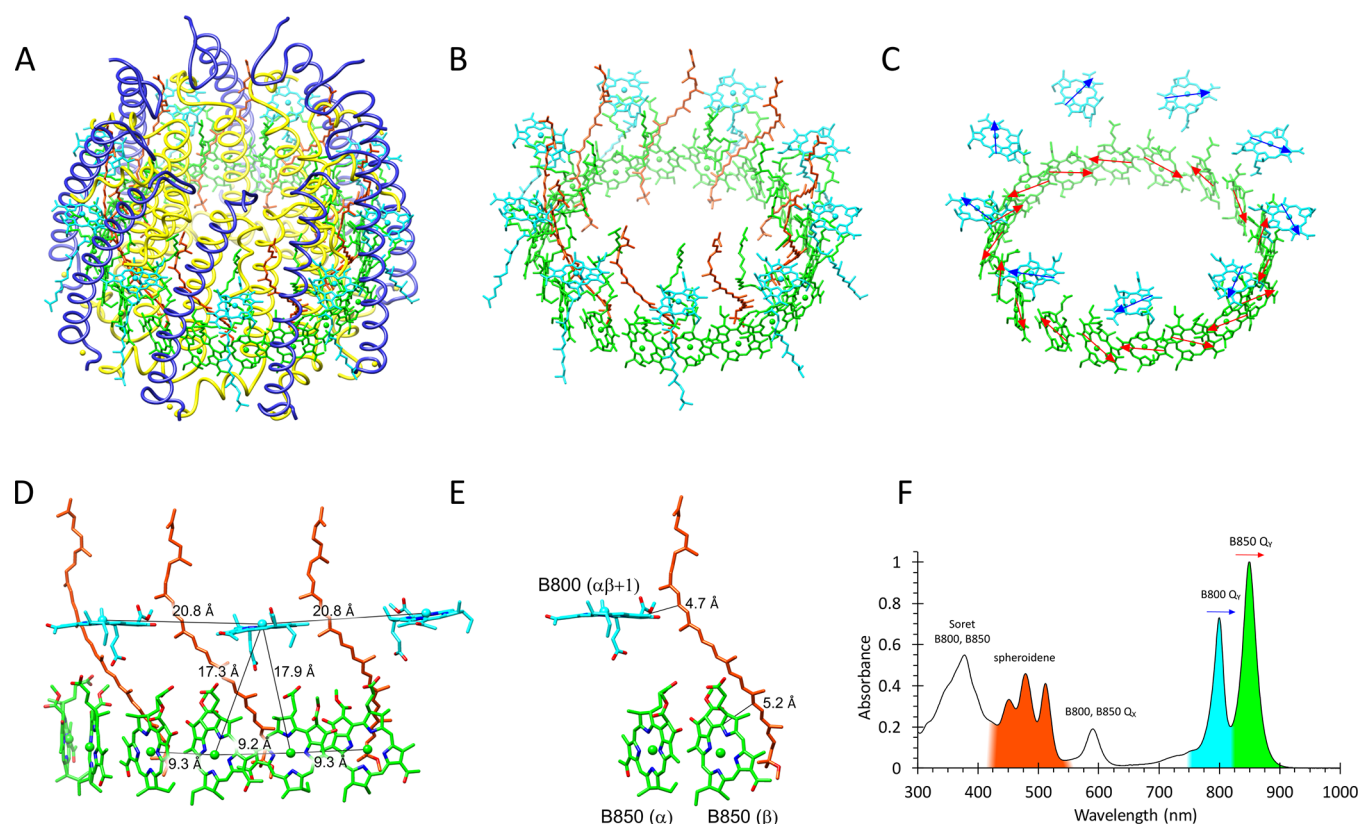 A
B
C
D
20.8 Å
20.8 Å
17.3 Å
17.9 Å
9.2 Å
9.3 Å
9.3 Å
E
B800 (αβ+1)
4.7 Å
5.2 Å
B850 (α)
B850 (β)
F
B850 QY
B800 QY
Soret
B800, B850
spheroidene
B800, B850 QX
Absorbance
1
0.8
0.6
0.4
0.2
0
300 400 500 600 700 800 900 1000
Wavelength (nm)